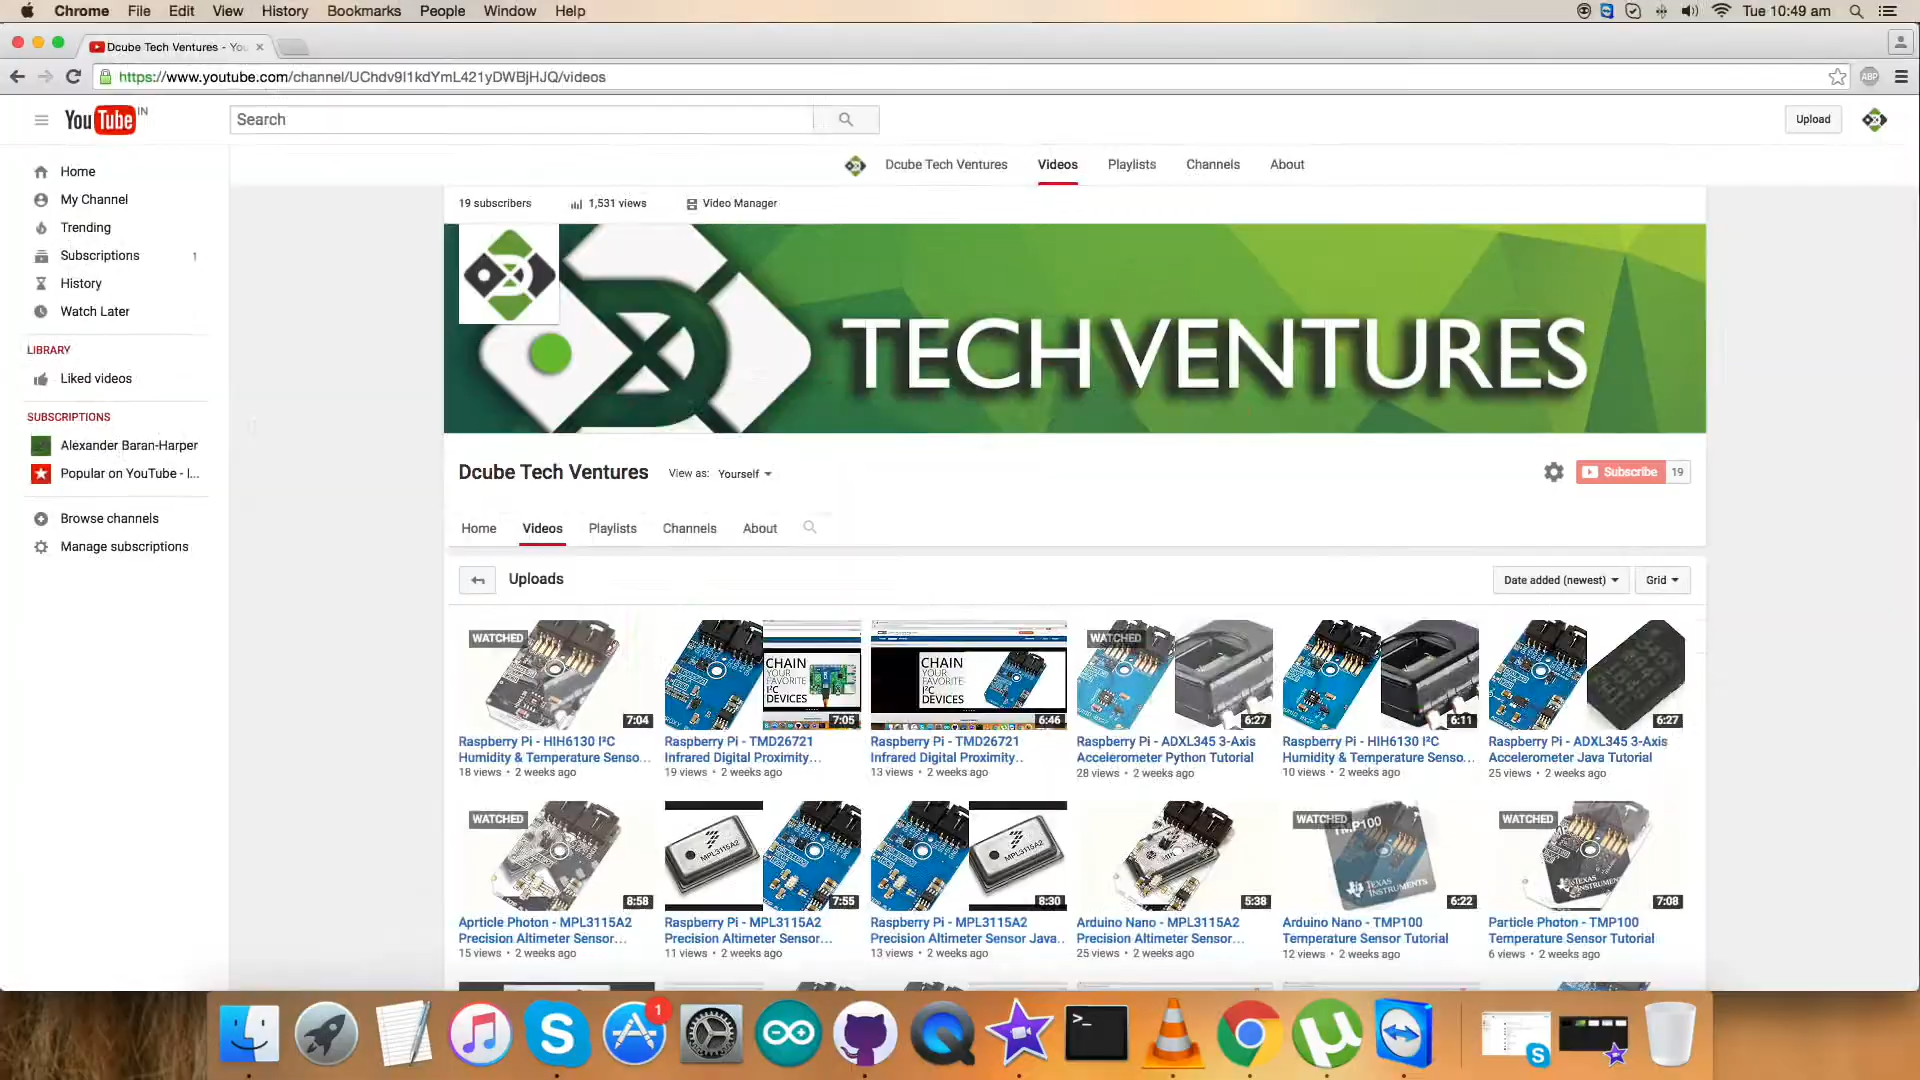 Chrome File Edit View History Bookmarks People Window Help Tue 10:49 am
Dcube Tech Ventures - You
https://www.youtube.com/channel/UChdv9I1kdYmL421yDWBjHJQ/videos
ABP
YouTube IN
Search
Upload
Dcube Tech Ventures Videos Playlists Channels About
19 subscribers 1,531 views Video Manager
Home
My Channel
Trending
Subscriptions 1
History
Watch Later
LIBRARY
Liked videos
SUBSCRIPTIONS
Alexander Baran-Harper
Popular on YouTube - I...
Browse channels
Manage subscriptions
TECH VENTURES
Dcube Tech Ventures View as: Yourself
Subscribe 19
Home Videos Playlists Channels About
Uploads
Date added (newest) Grid
WATCHED
7:04
CHAIN
YOUR
FAVORITE
I²C
DEVICES
7:05
CHAIN
YOUR
FAVORITE
I²C
DEVICES
6:46
WATCHED
6:27
6:11
6:27
Raspberry Pi - HIH6130 I²C
Humidity & Temperature Senso...
18 views • 2 weeks ago
Raspberry Pi - TMD26721
Infrared Digital Proximity...
19 views • 2 weeks ago
Raspberry Pi - TMD26721
Infrared Digital Proximity...
13 views • 2 weeks ago
Raspberry Pi - ADXL345 3-Axis
Accelerometer Python Tutorial
28 views • 2 weeks ago
Raspberry Pi - HIH6130 I²C
Humidity & Temperature Senso...
10 views • 2 weeks ago
Raspberry Pi - ADXL345 3-Axis
Accelerometer Java Tutorial
25 views • 2 weeks ago
WATCHED
8:58
MPL3115A2
7:55
MPL3115A2
8:30
5:38
WATCHED
TMP100
TEXAS
INSTRUMENTS
6:22
WATCHED
TEXAS
INSTRUMENTS
7:08
Aprticle Photon - MPL3115A2
Precision Altimeter Sensor...
15 views • 2 weeks ago
Raspberry Pi - MPL3115A2
Precision Altimeter Sensor...
11 views • 2 weeks ago
Raspberry Pi - MPL3115A2
Precision Altimeter Sensor Java...
13 views • 2 weeks ago
Arduino Nano - MPL3115A2
Precision Altimeter Sensor...
25 views • 2 weeks ago
Arduino Nano - TMP100
Temperature Sensor Tutorial
12 views • 2 weeks ago
Particle Photon - TMP100
Temperature Sensor Tutorial
6 views • 2 weeks ago
1